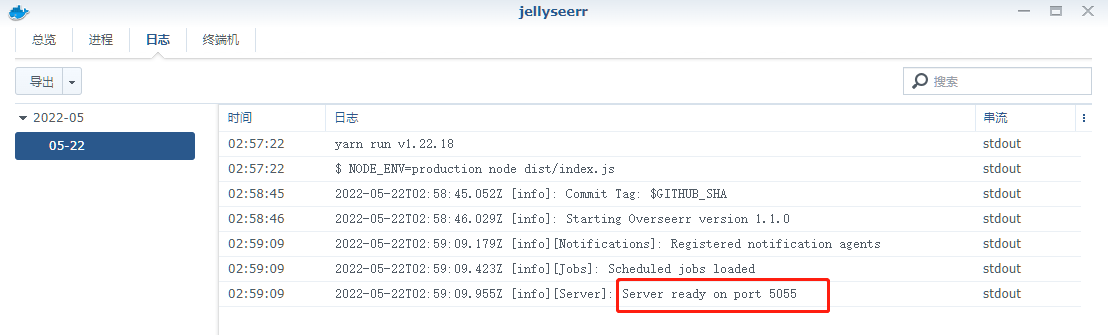 jellyseerr
总览 进程 日志 终端机
导出 搜索
2022-05
05-22
时间 日志 串流
02:57:22 yarn run v1.22.18 stdout
02:57:22 $ NODE_ENV=production node dist/index.js stdout
02:58:45 2022-05-22T02:58:45.052Z [info]: Commit Tag: $GITHUB_SHA stdout
02:58:46 2022-05-22T02:58:46.029Z [info]: Starting Overseerr version 1.1.0 stdout
02:59:09 2022-05-22T02:59:09.179Z [info][Notifications]: Registered notification agents stdout
02:59:09 2022-05-22T02:59:09.423Z [info][Jobs]: Scheduled jobs loaded stdout
02:59:09 2022-05-22T02:59:09.955Z [info][Server]: Server ready on port 5055 stdout